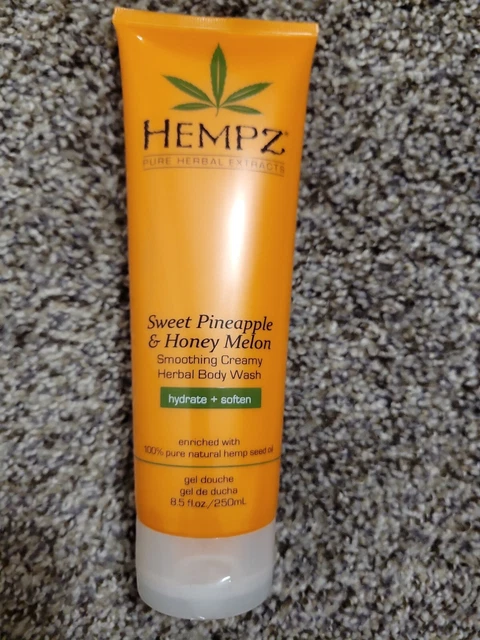 HEMPZ
PURE HERBAL EXTRACTS
Sweet Pineapple
& Honey Melon
Smoothing Creamy
Herbal Body Wash
hydrate + soften
enriched with
100% pure natural hemp seed oil
gel douche
gel de ducha
8.5 fl.oz./250mL